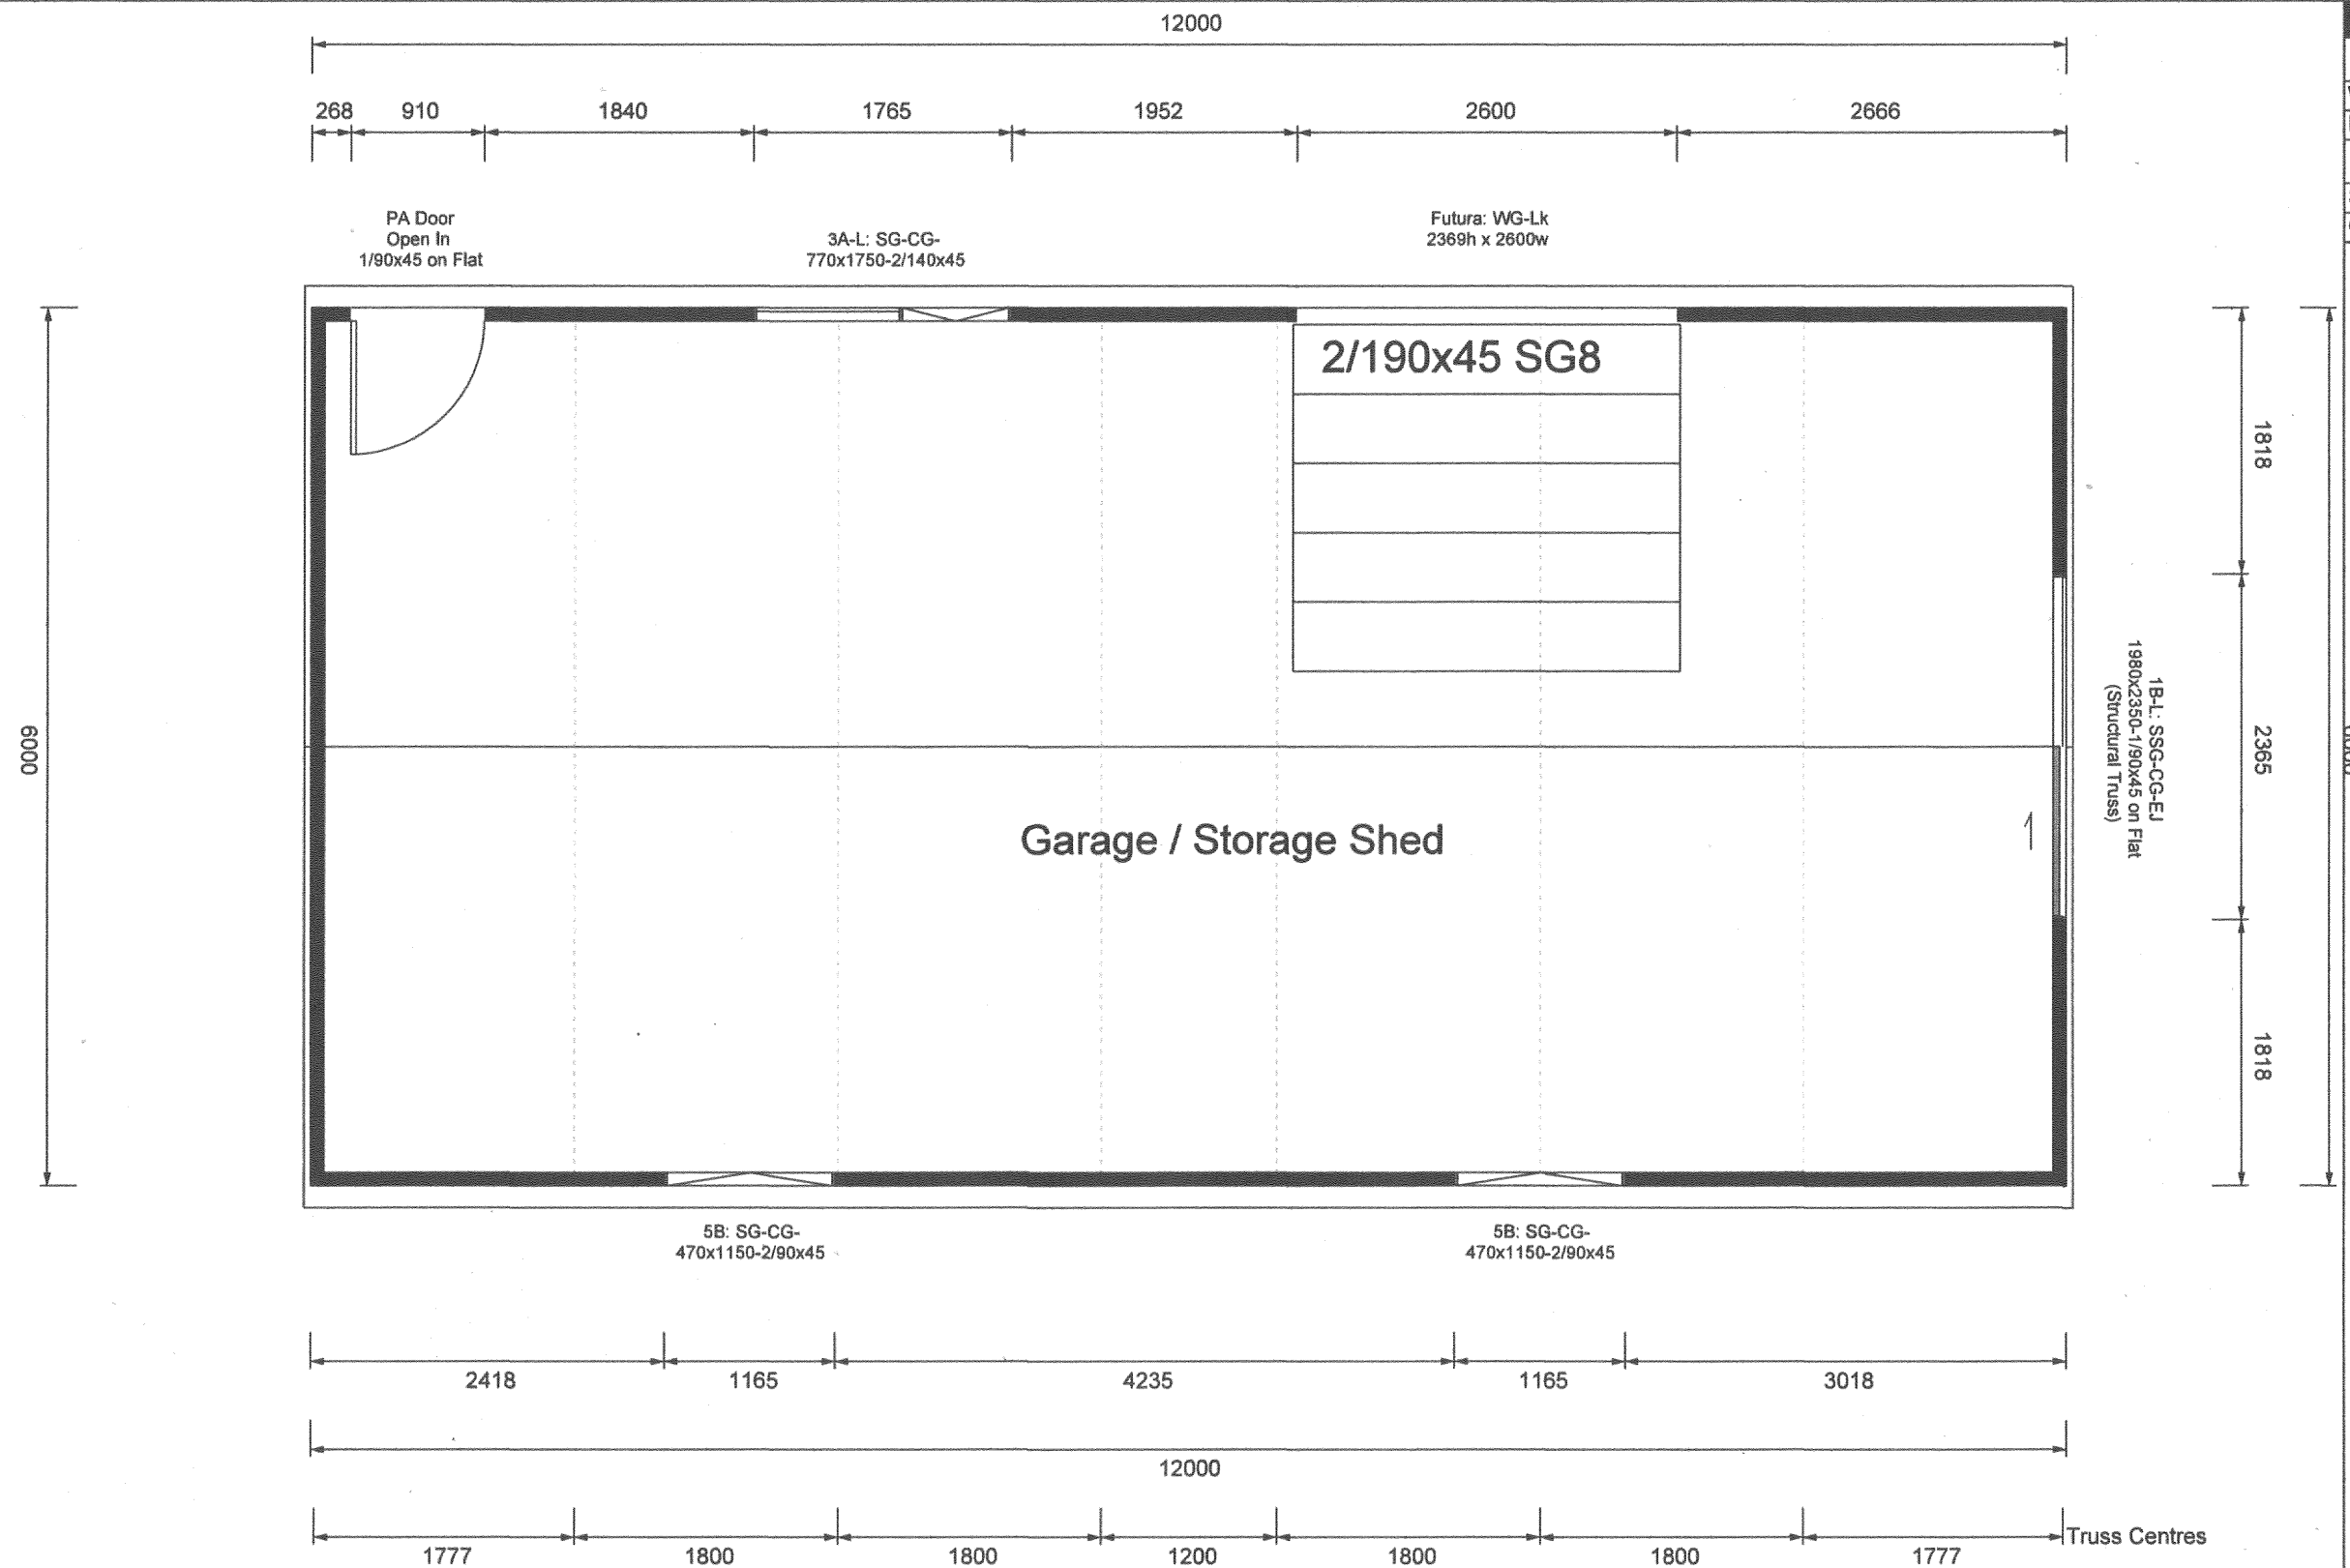 12000
268 910 1840 1765 1952 2600 2666
PA Door
Open In
1/90x45 on Flat
3A-L: SG-CG-
770x1750-2/140x45
Futura: WG-Lk
2369h x 2600w
2/190x45 SG8
1818
6000
1B-L: SSG-CG-EJ
1980x2350-1/90x45 on Flat
(Structural Truss)
2365
Garage / Storage Shed
1
1818
5B: SG-CG-
470x1150-2/90x45
5B: SG-CG-
470x1150-2/90x45
2418 1165 4235 1165 3018
12000
Truss Centres
1777 1800 1800 1200 1800 1800 1777